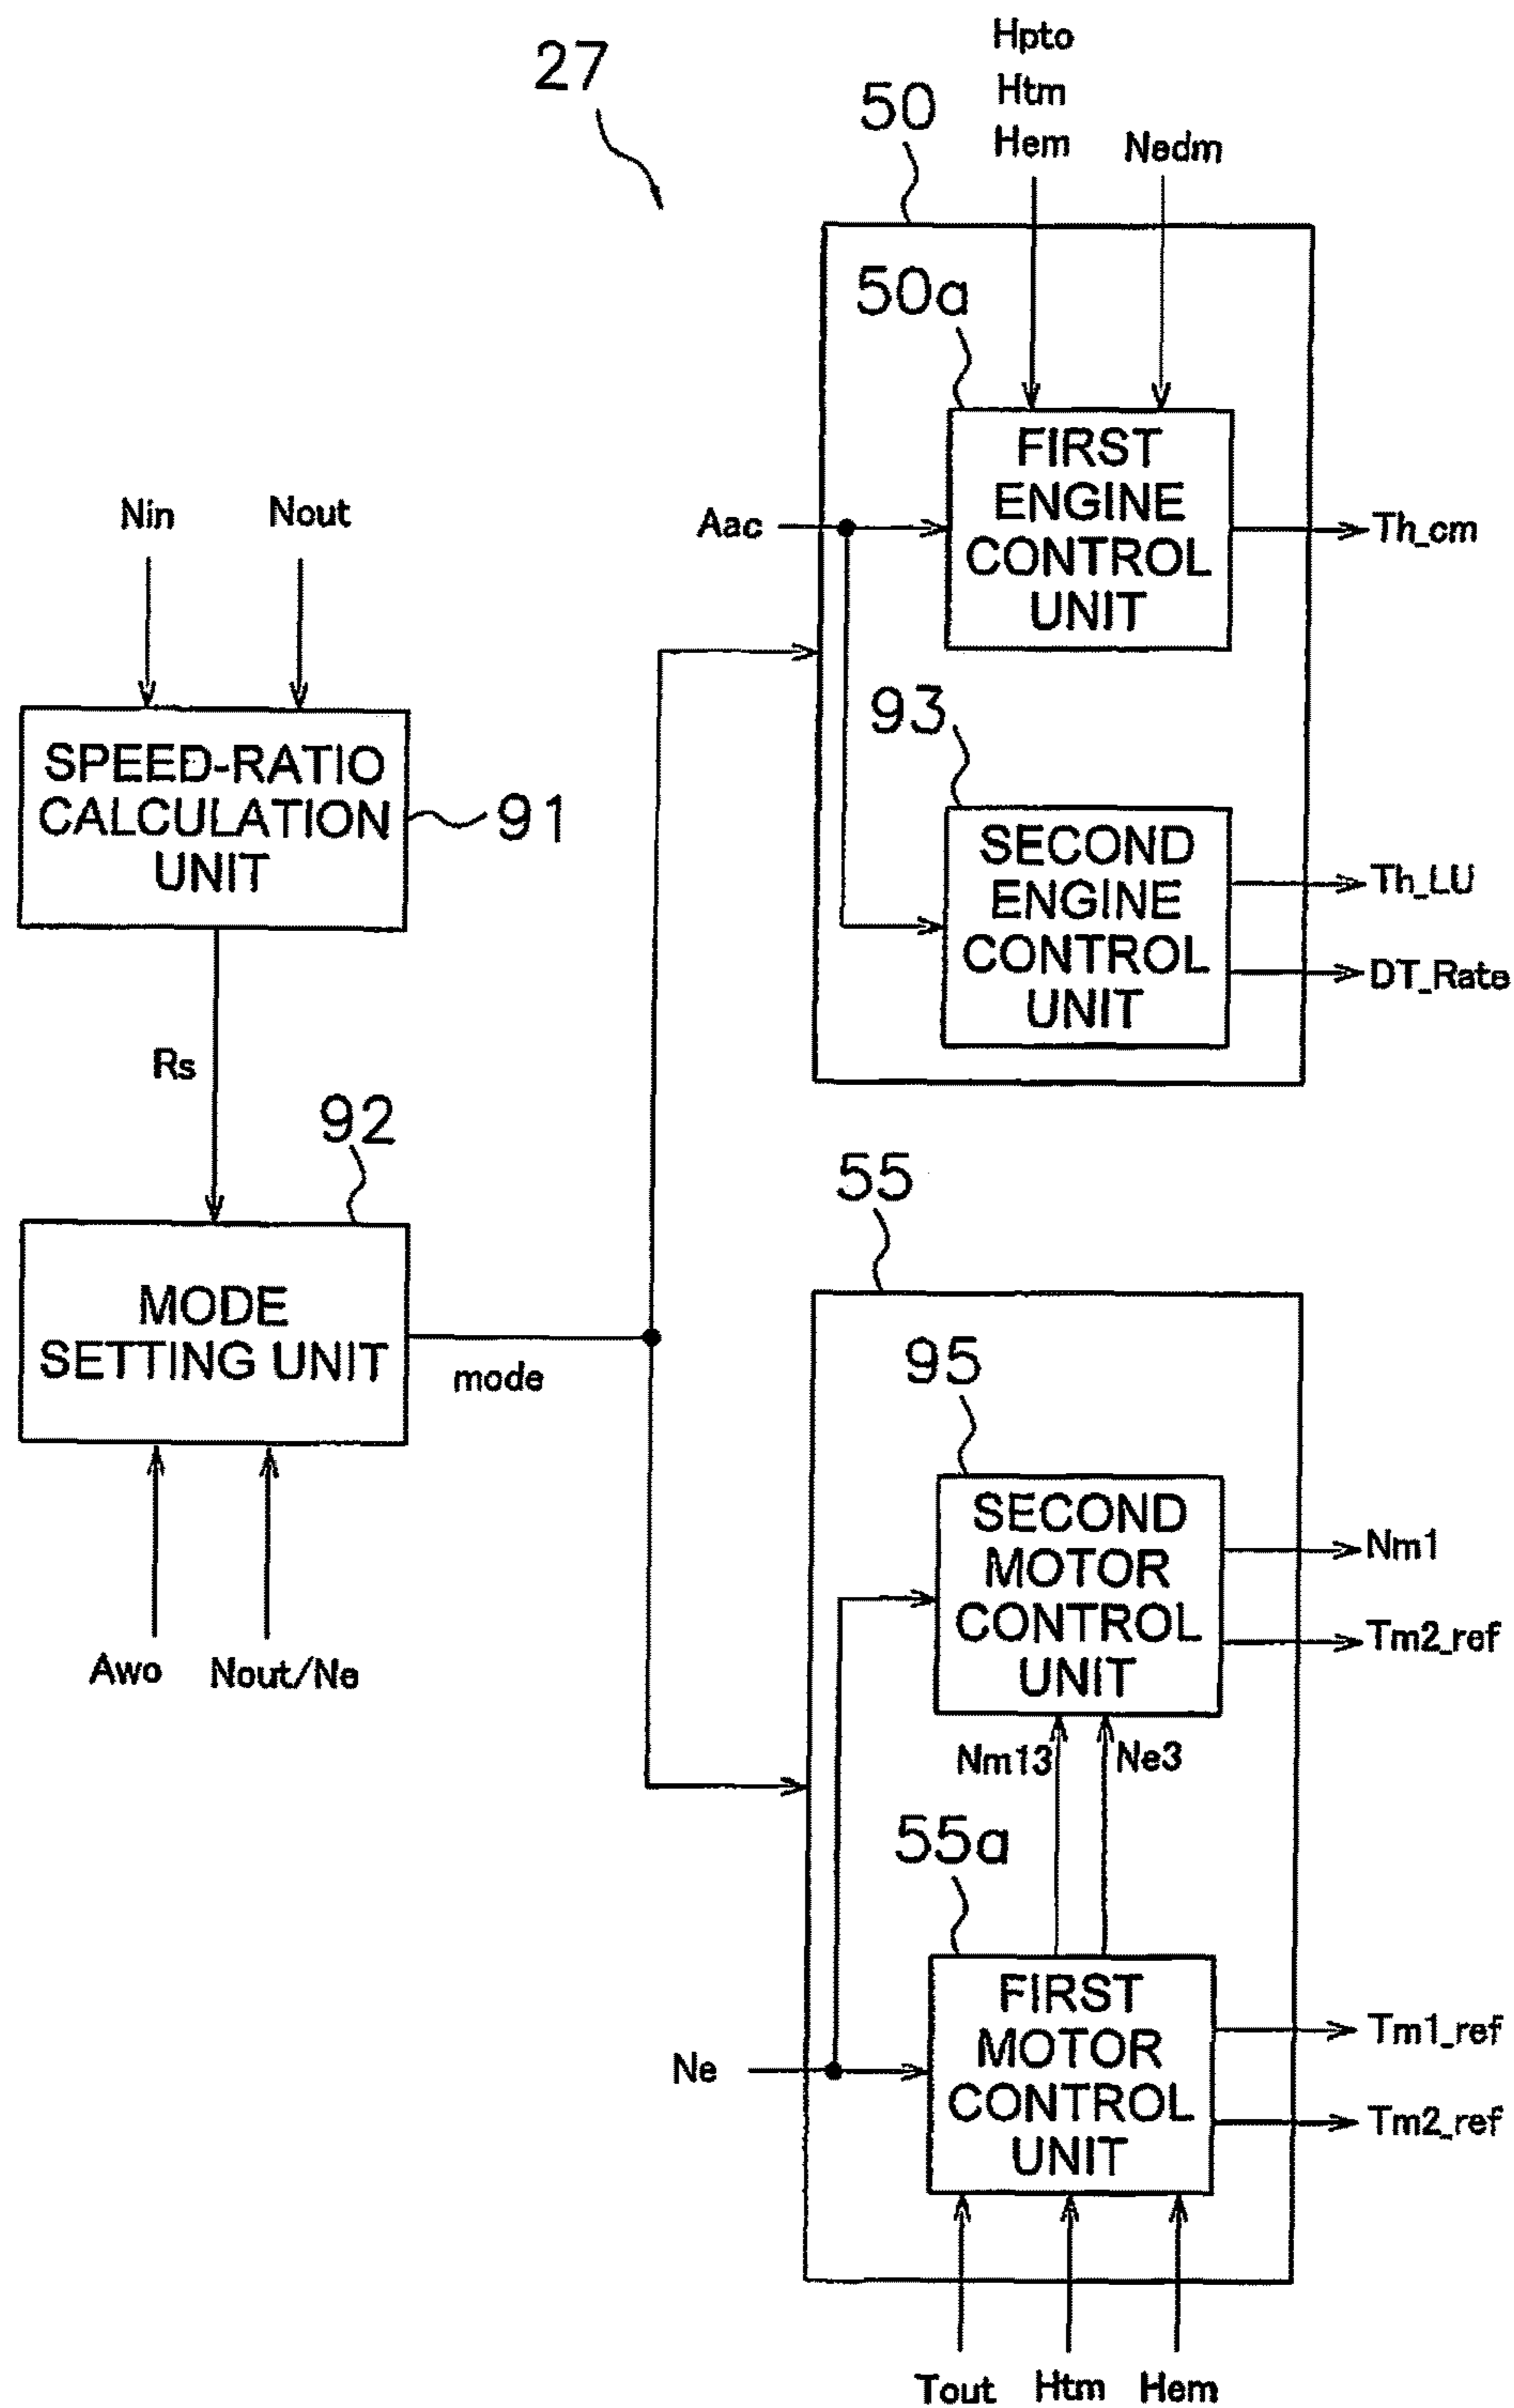 27
Hpto
Htm
Hem
Nedm
50
50a
FIRST
ENGINE
CONTROL
UNIT
Aac
Th_cm
Nin
Nout
SPEED-RATIO
CALCULATION
UNIT
91
93
SECOND
ENGINE
CONTROL
UNIT
Th_LU
DT_Rate
Rs
92
MODE
SETTING UNIT
mode
Awo
Nout/Ne
55
95
SECOND
MOTOR
CONTROL
UNIT
Nm1
Tm2_ref
Nm13
Ne3
55a
FIRST
MOTOR
CONTROL
UNIT
Ne
Tm1_ref
Tm2_ref
Tout
Htm
Hem